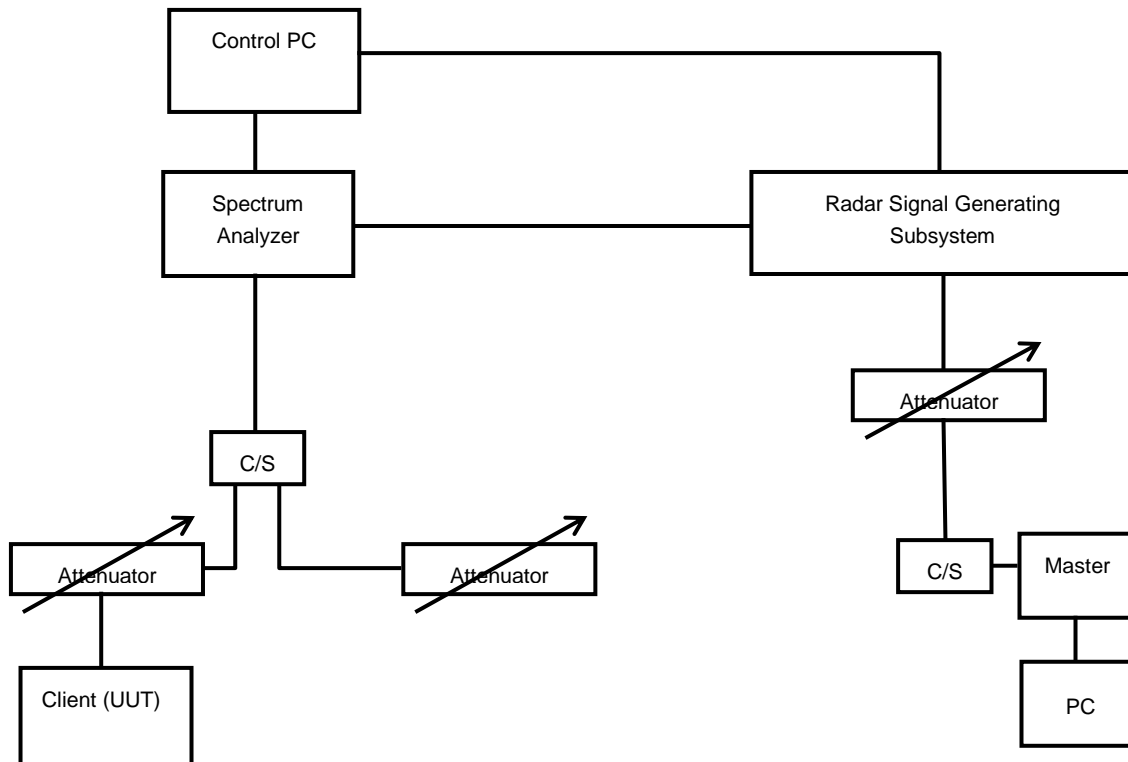 Control PC
Spectrum
Analyzer
Radar Signal Generating
Subsystem
Attenuator
C/S
Attenuator
Attenuator
C/S
Master
Client (UUT)
PC